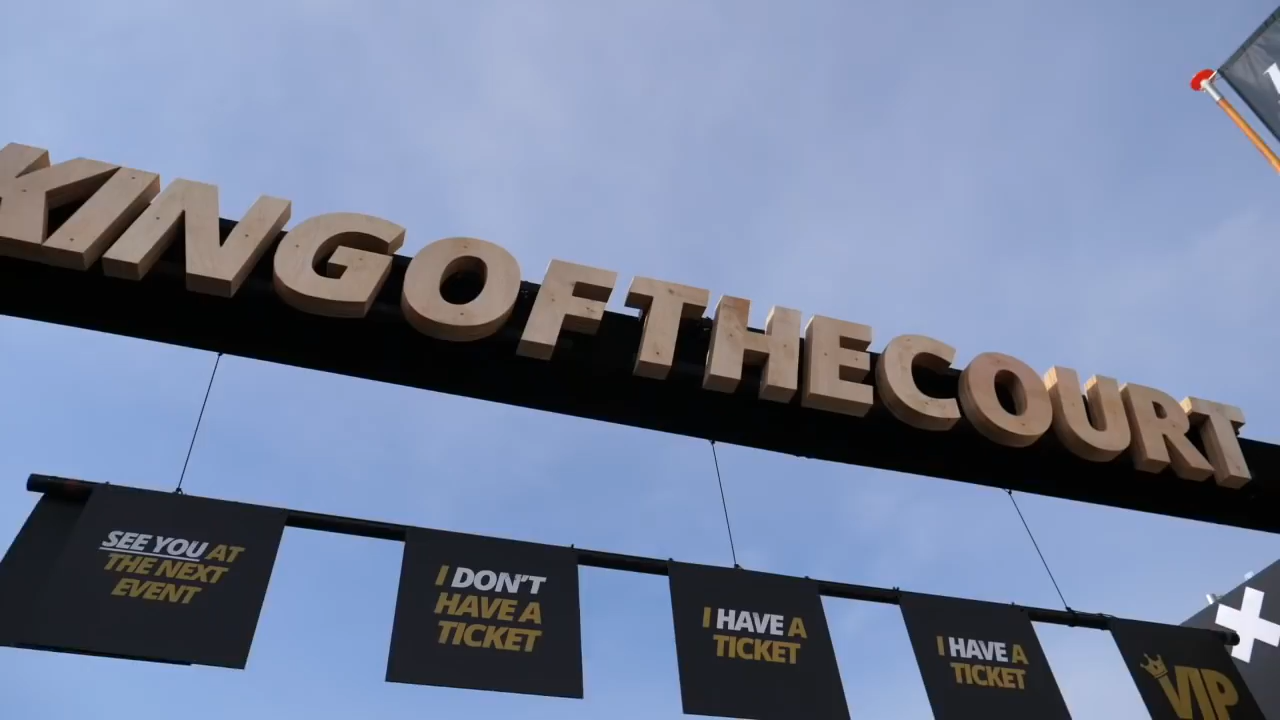 KINGOFTHECOURT
SEE YOU AT
THE NEXT
EVENT
I DON'T
HAVE A
TICKET
I HAVE A
TICKET
I HAVE A
TICKET
VIP